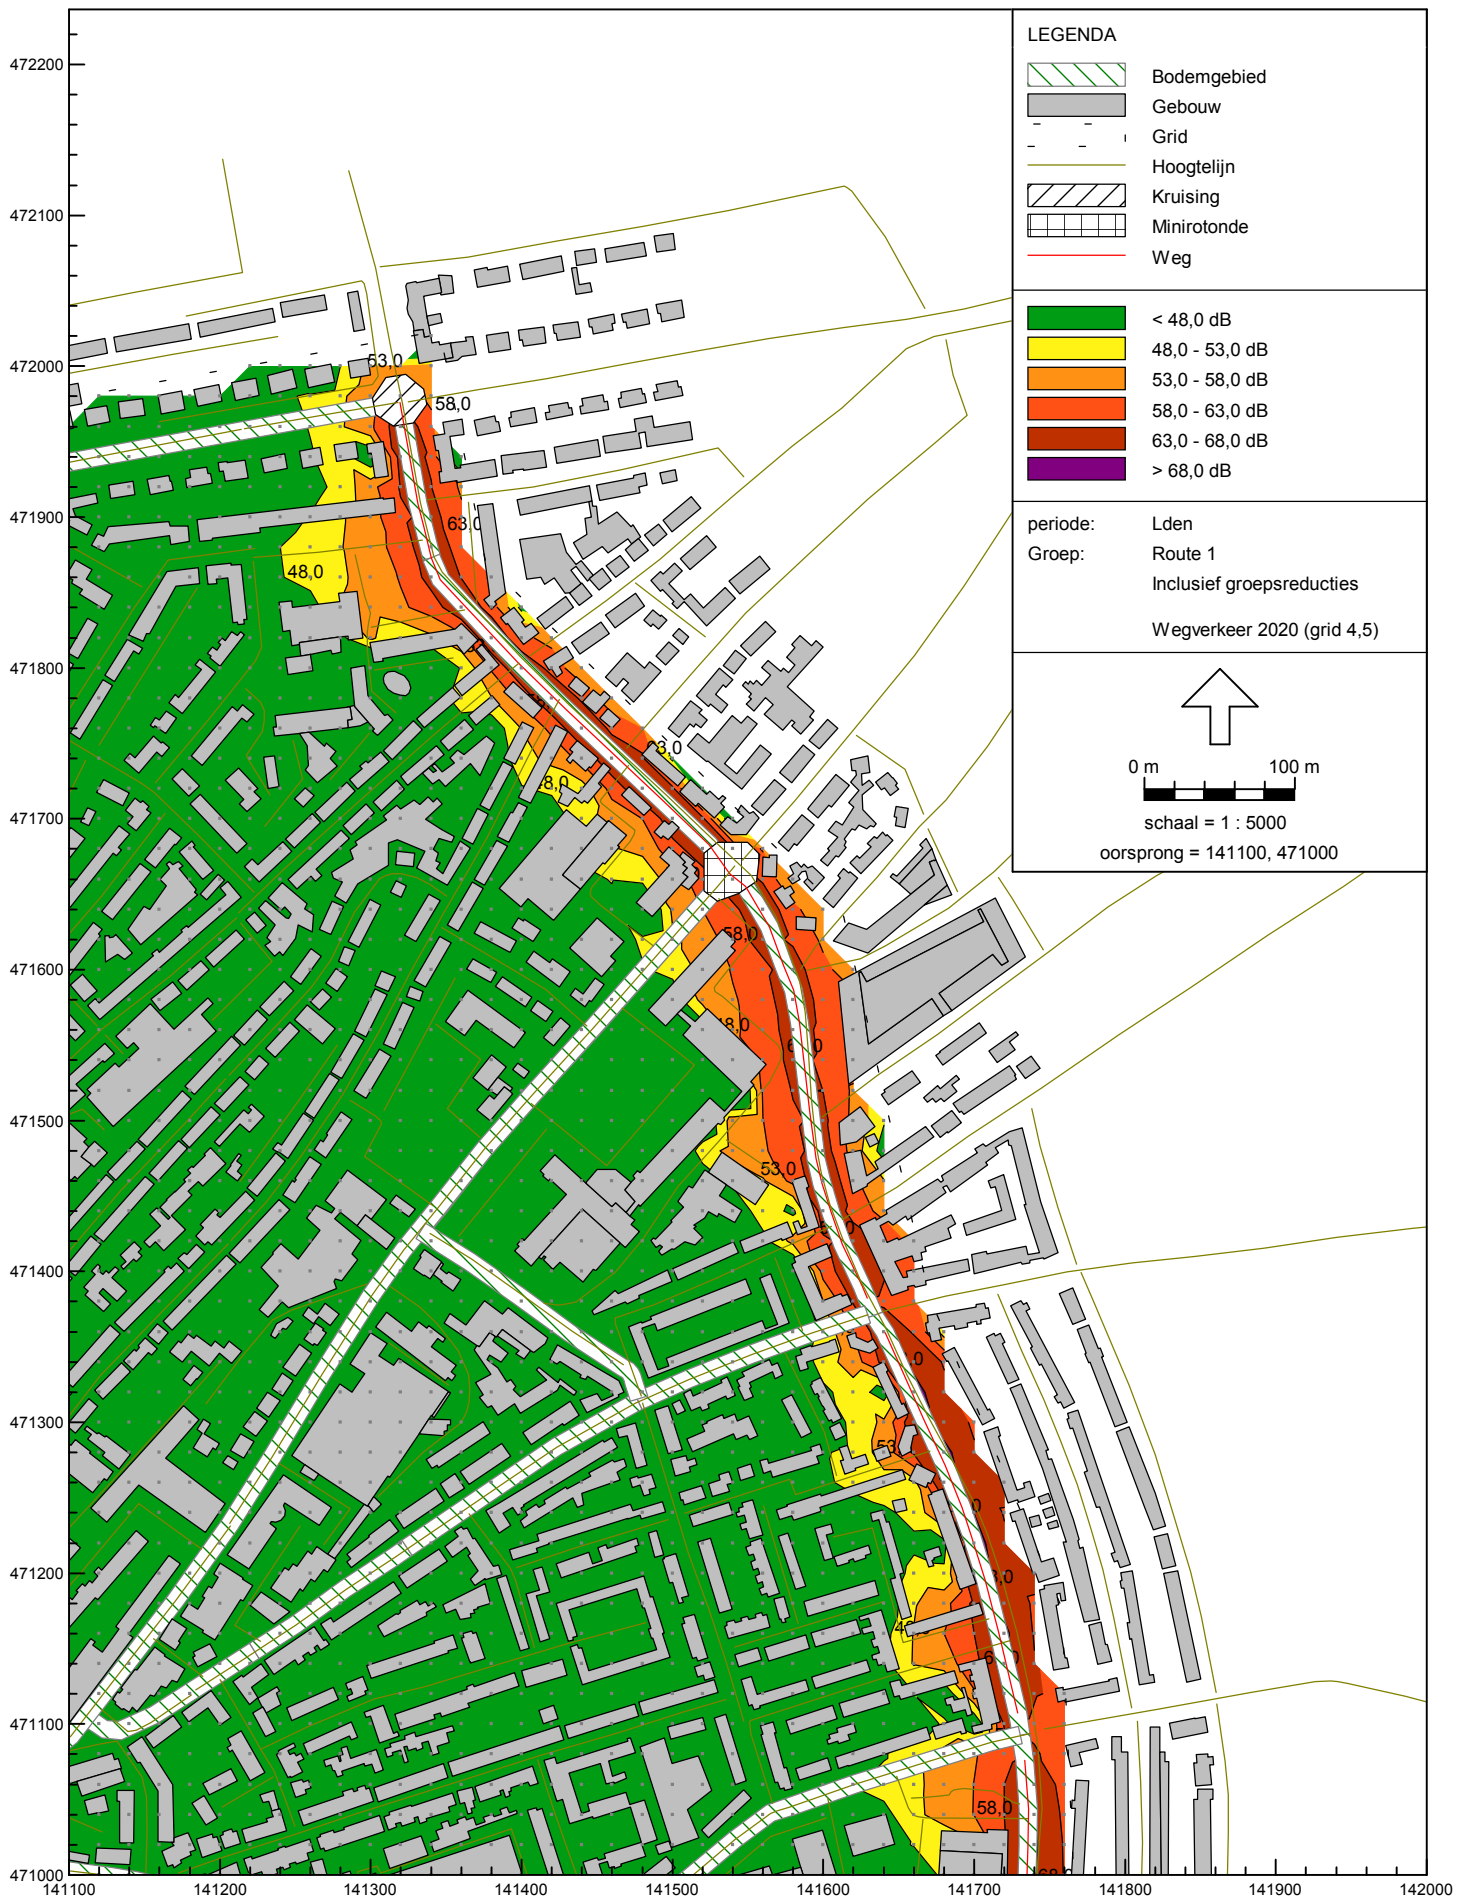 LEGENDA
Bodemgebied
Gebouw
Grid
Hoogtelijn
Kruising
Minirotonde
Weg
< 48,0 dB
48,0 - 53,0 dB
53,0 - 58,0 dB
58,0 - 63,0 dB
63,0 - 68,0 dB
> 68,0 dB
periode: Lden
Groep: Route 1
Inclusief groepsreducties
Wegverkeer 2020 (grid 4,5)
0 m 100 m
schaal = 1 : 5000
oorsprong = 141100, 471000
472200
472100
472000
471900
471800
471700
471600
471500
471400
471300
471200
471100
471000
53,0
58,0
63,0
48,0
58,0
53,0
58,0
141100 141200 141300 141400 141500 141600 141700 141800 141900 142000